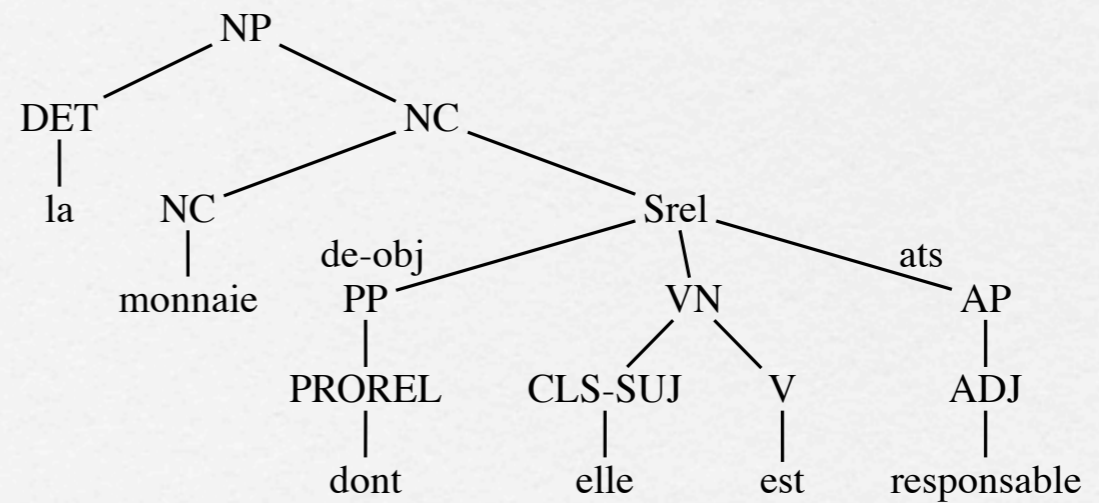 NP
DET NC
la NC Srel
de-obj ats
monnaie PP VN AP
PROREL CLS-SUJ V ADJ
dont elle est responsable